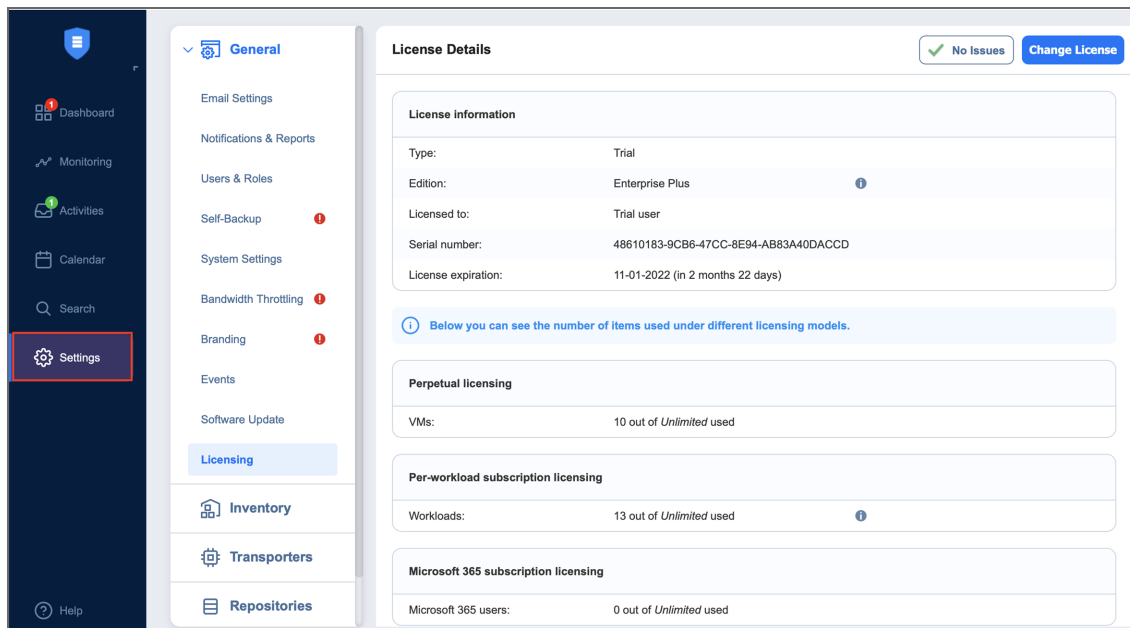 1
Dashboard
Monitoring
1
Activities
Calendar
Search
Settings
Help
General
Email Settings
Notifications & Reports
Users & Roles
Self-Backup
System Settings
Bandwidth Throttling
Branding
Events
Software Update
Licensing
Inventory
Transporters
Repositories
License Details
No Issues
Change License
License information
Type: Trial
Edition: Enterprise Plus
Licensed to: Trial user
Serial number: 48610183-9CB6-47CC-8E94-AB83A40DACCD
License expiration: 11-01-2022 (in 2 months 22 days)
Below you can see the number of items used under different licensing models.
Perpetual licensing
VMs: 10 out of Unlimited used
Per-workload subscription licensing
Workloads: 13 out of Unlimited used
Microsoft 365 subscription licensing
Microsoft 365 users: 0 out of Unlimited used